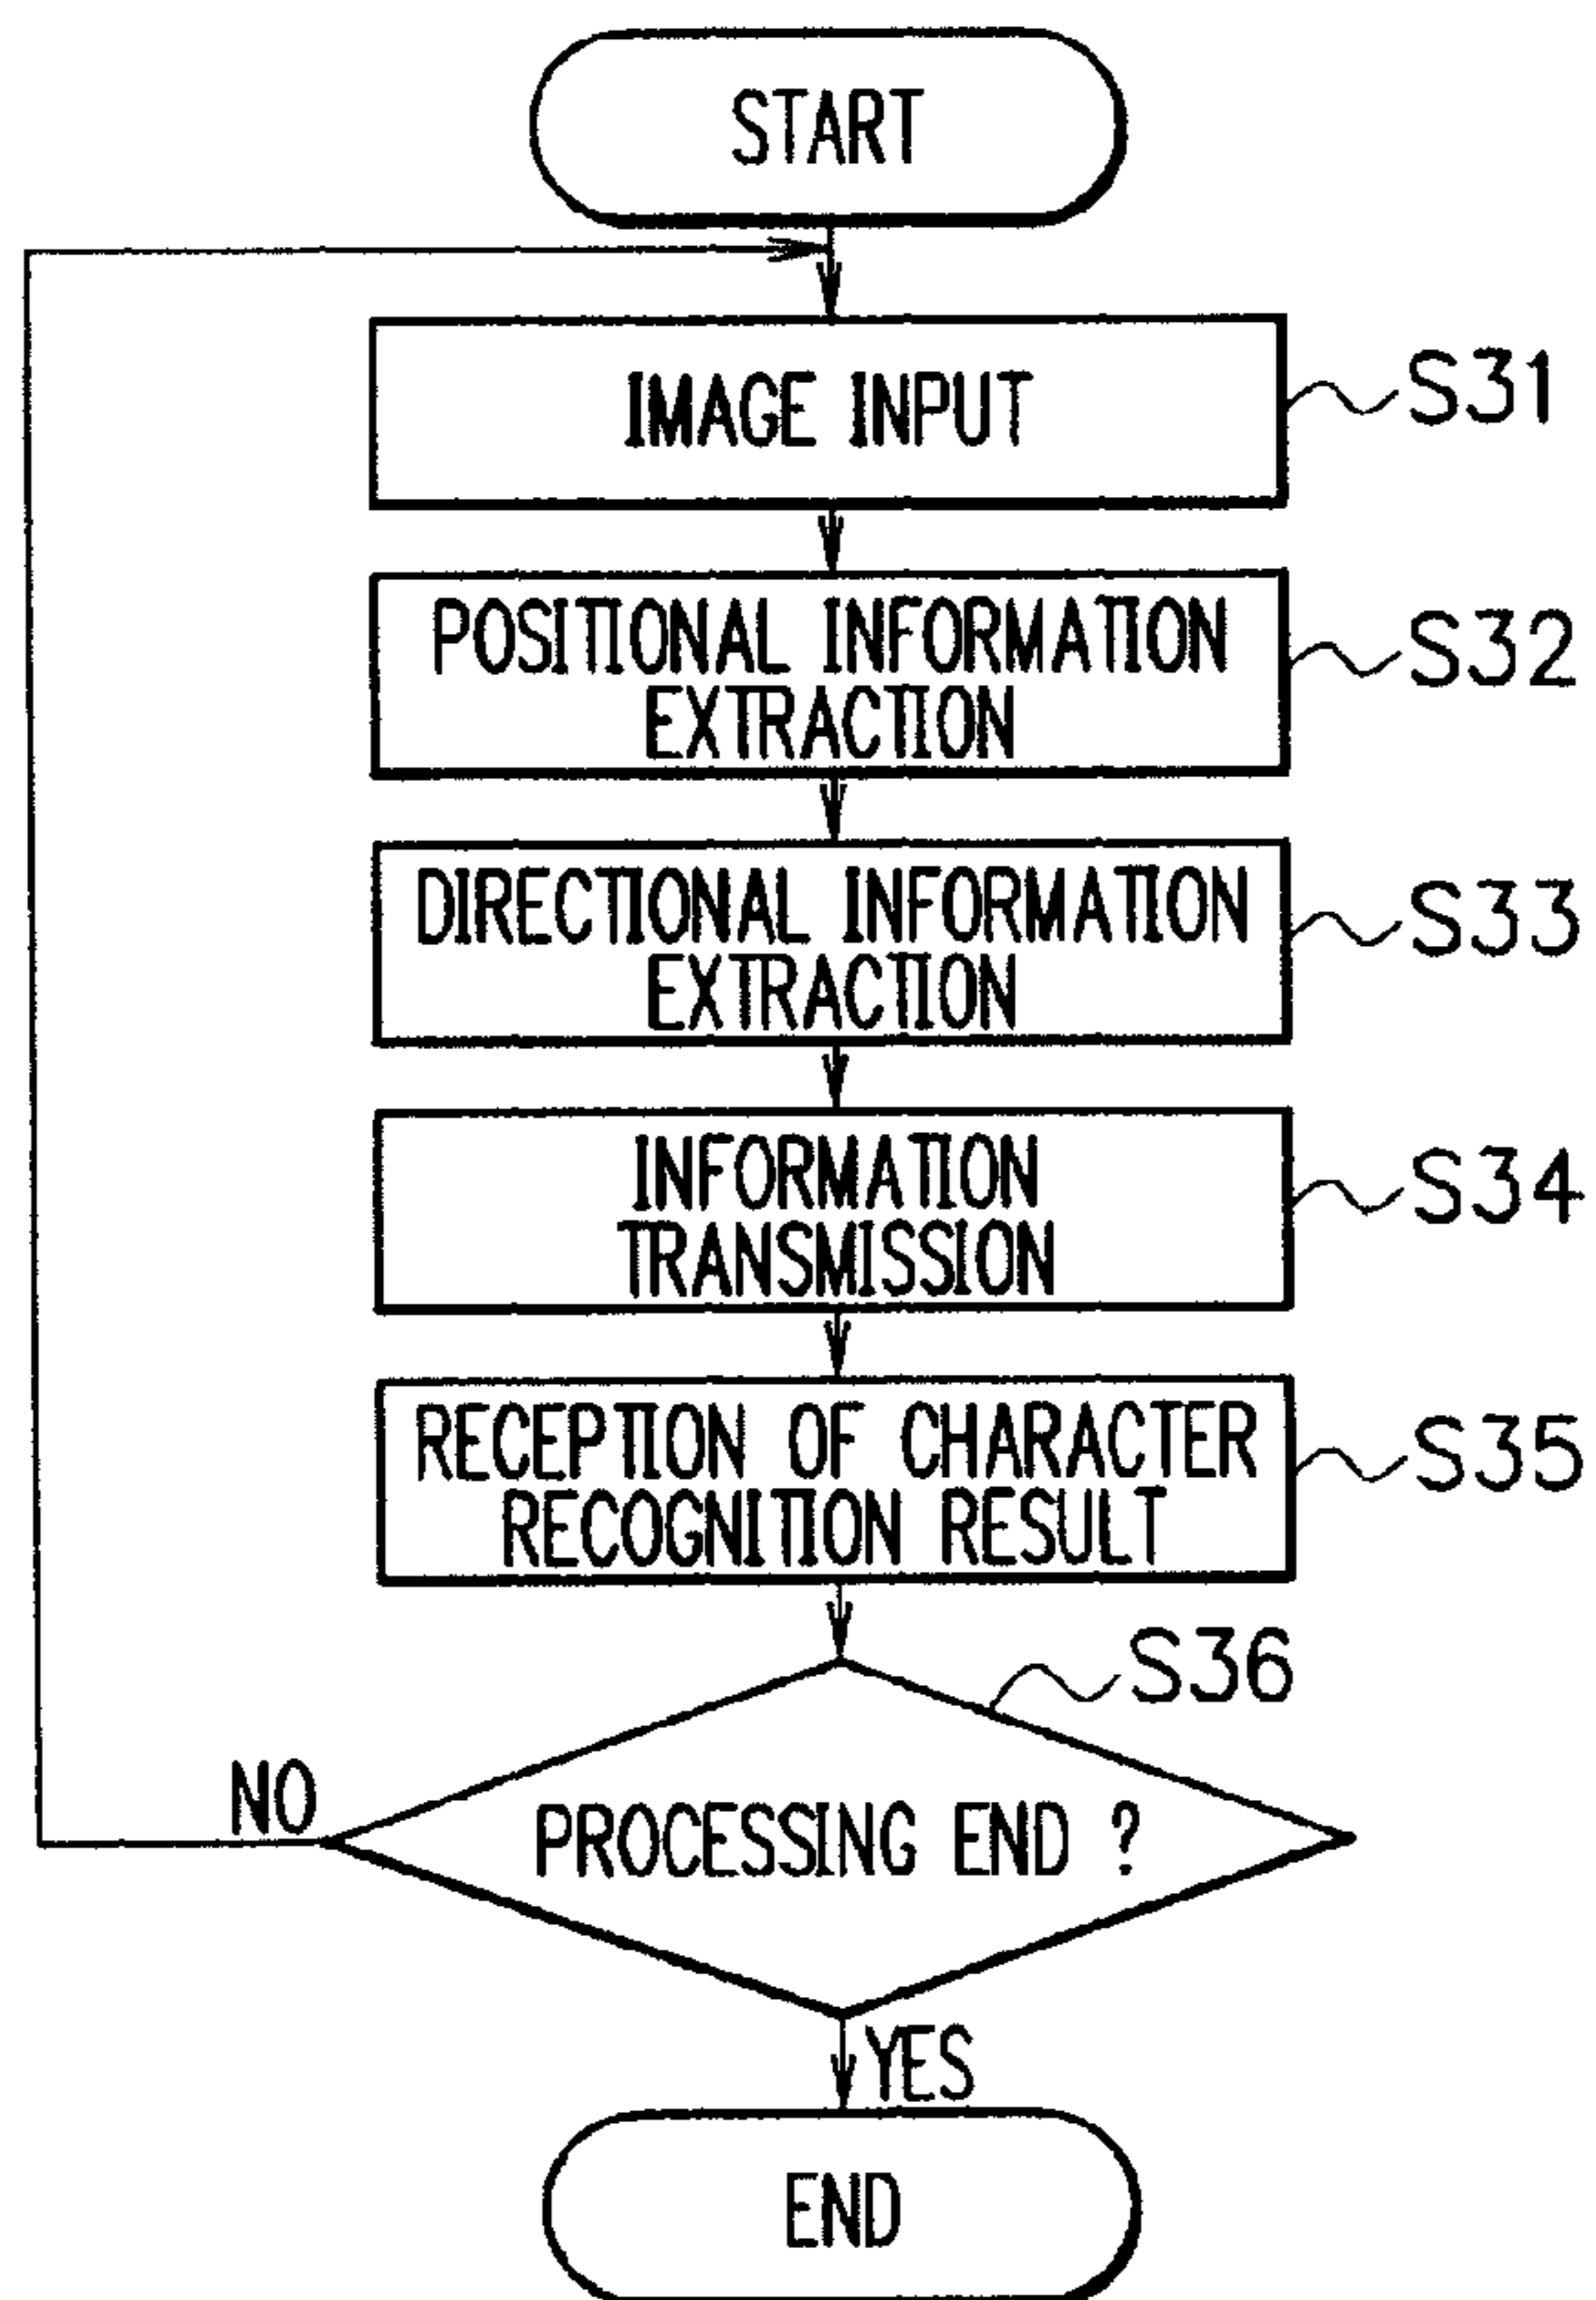 START
IMAGE INPUT
S31
POSITIONAL INFORMATION
EXTRACTION
S32
DIRECTIONAL INFORMATION
EXTRACTION
S33
INFORMATION
TRANSMISSION
S34
RECEPTION OF CHARACTER
RECOGNITION RESULT
S35
S36
NO
PROCESSING END ?
YES
END